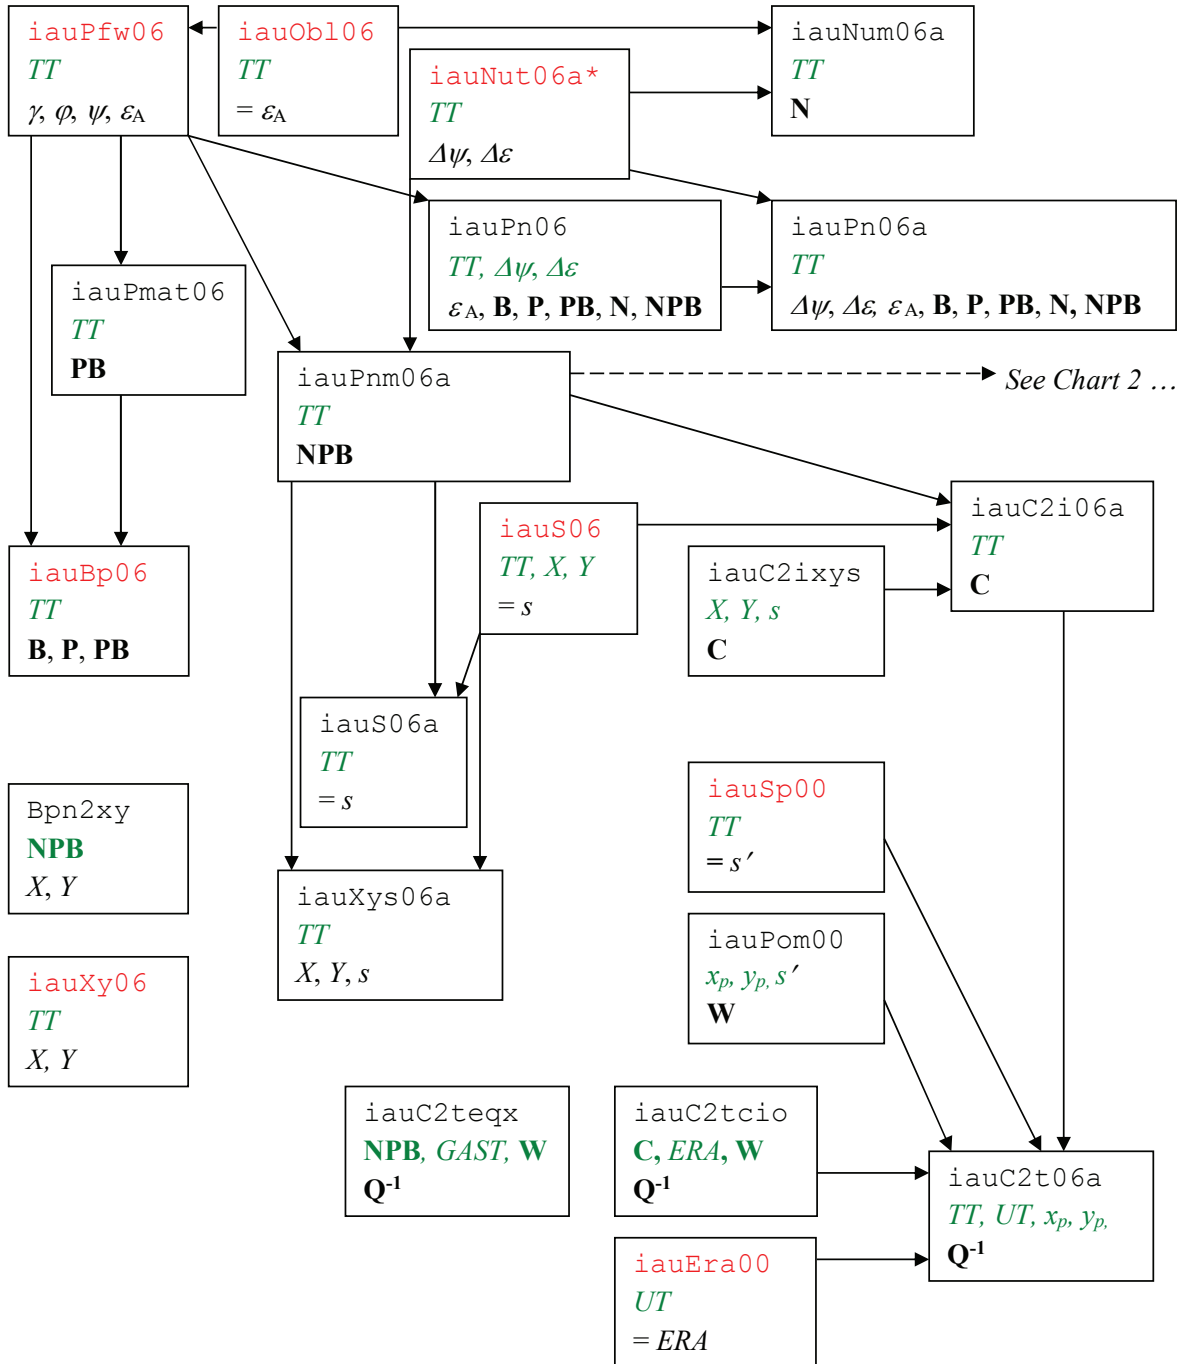 iauPfw06
TT
γ, φ, ψ, εA
iauObl06
TT
= εA
iauNut06a*
TT
Δψ, Δε
iauNum06a
TT
N
iauPn06
TT, Δψ, Δε
εA, B, P, PB, N, NPB
iauPn06a
TT
Δψ, Δε, εA, B, P, PB, N, NPB
iauPmat06
TT
PB
iauPnm06a
TT
NPB
See Chart 2 …
iauBp06
TT
B, P, PB
iauS06
TT, X, Y
= s
iauC2ixys
X, Y, s
C
iauC2i06a
TT
C
iauS06a
TT
= s
Bpn2xy
NPB
X, Y
iauXys06a
TT
X, Y, s
iauSp00
TT
= s′
iauXy06
TT
X, Y
iauPom00
xp, yp, s′
W
iauC2teqx
NPB, GAST, W
Q-1
iauC2tcio
C, ERA, W
Q-1
iauC2t06a
TT, UT, xp, yp,
Q-1
iauEra00
UT
= ERA